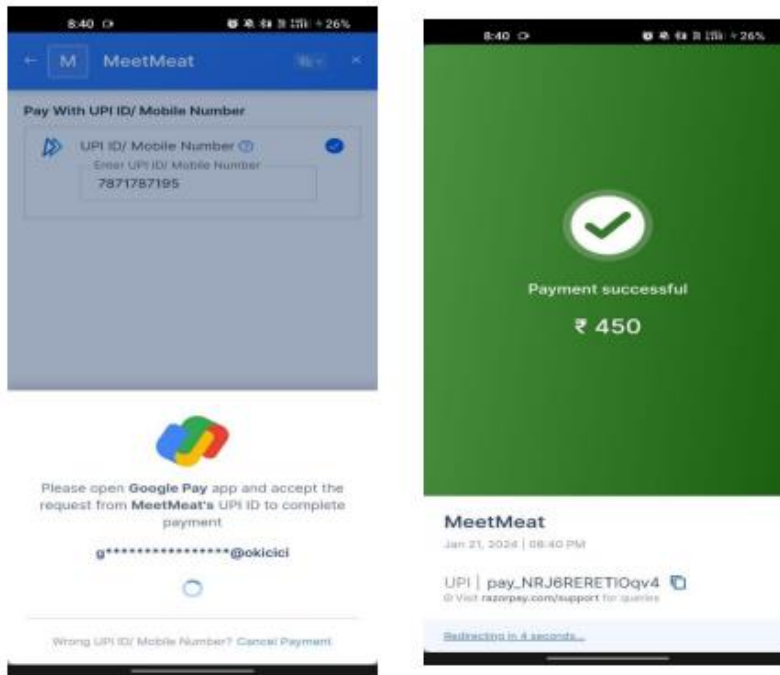 8:40
26%
← M MeetMeat ×
Pay With UPI ID/ Mobile Number
UPI ID/ Mobile Number
Enter UPI ID/ Mobile Number
7871787195
Please open Google Pay app and accept the
request from MeetMeat's UPI ID to complete
payment
g****************@okicici
Wrong UPI ID/ Mobile Number? Cancel Payment
8:40
26%
Payment successful
₹ 450
MeetMeat
Jan 21, 2024 | 08:40 PM
UPI | pay_NRJ6RERETIOqv4
Visit razorpay.com/support for queries
Redirecting in 4 seconds...